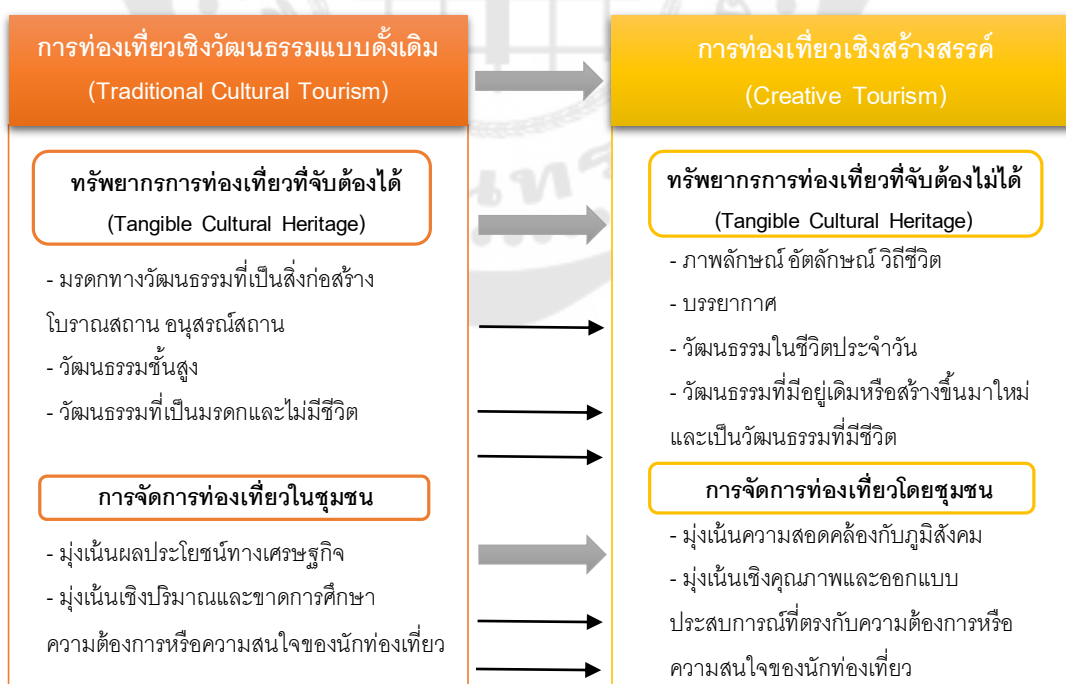 การท่องเที่ยวเชิงวัฒนธรรมแบบดั้งเดิม
(Traditional Cultural Tourism)
ทรัพยากรการท่องเที่ยวที่จับต้องได้
(Tangible Cultural Heritage)
- มรดกทางวัฒนธรรมที่เป็นสิ่งก่อสร้าง
โบราณสถาน อนุสรณ์สถาน
- วัฒนธรรมชั้นสูง
- วัฒนธรรมที่เป็นมรดกและไม่มีชีวิต
การจัดการท่องเที่ยวในชุมชน
- มุ่งเน้นผลประโยชน์ทางเศรษฐกิจ
- มุ่งเน้นเชิงปริมาณและขาดการศึกษา
ความต้องการหรือความสนใจของนักท่องเที่ยว
การท่องเที่ยวเชิงสร้างสรรค์
(Creative Tourism)
ทรัพยากรการท่องเที่ยวที่จับต้องไม่ได้
(Tangible Cultural Heritage)
- ภาพลักษณ์ อัตลักษณ์ วิถีชีวิต
- บรรยากาศ
- วัฒนธรรมในชีวิตประจำวัน
- วัฒนธรรมที่มีอยู่เดิมหรือสร้างขึ้นมาใหม่
และเป็นวัฒนธรรมที่มีชีวิต
การจัดการท่องเที่ยวโดยชุมชน
- มุ่งเน้นความสอดคล้องกับภูมิสังคม
- มุ่งเน้นเชิงคุณภาพและออกแบบ
ประสบการณ์ที่ตรงกับความต้องการหรือ
ความสนใจของนักท่องเที่ยว